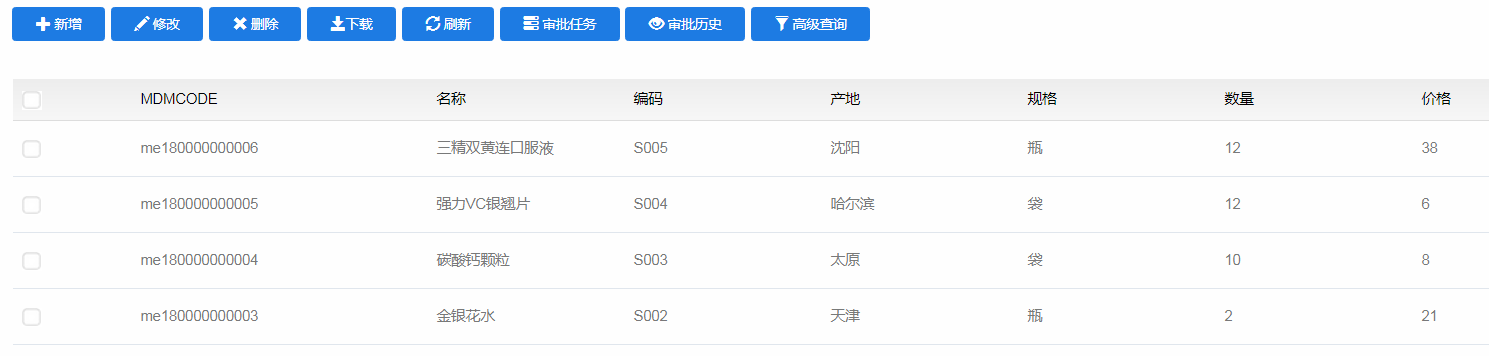 新增 修改 删除 下载 刷新 审批任务 审批历史 高级查询
MDMCODE 名称 编码 产地 规格 数量 价格
me180000000006 三精双黄连口服液 S005 沈阳 瓶 12 38
me180000000005 强力VC银翘片 S004 哈尔滨 袋 12 6
me180000000004 碳酸钙颗粒 S003 太原 袋 10 8
me180000000003 金银花水 S002 天津 瓶 2 21